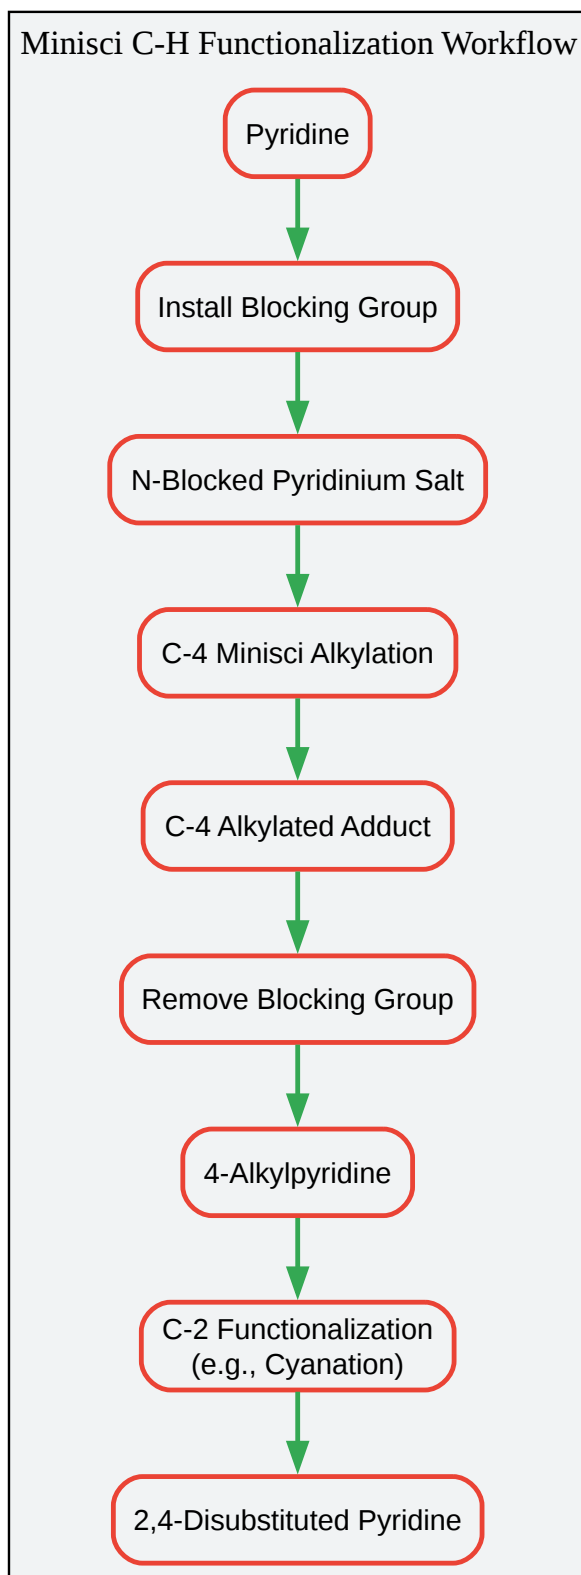 Minisci C-H Functionalization Workflow
Pyridine
Install Blocking Group
N-Blocked Pyridinium Salt
C-4 Minisci Alkylation
C-4 Alkylated Adduct
Remove Blocking Group
4-Alkylpyridine
C-2 Functionalization
(e.g., Cyanation)
2,4-Disubstituted Pyridine